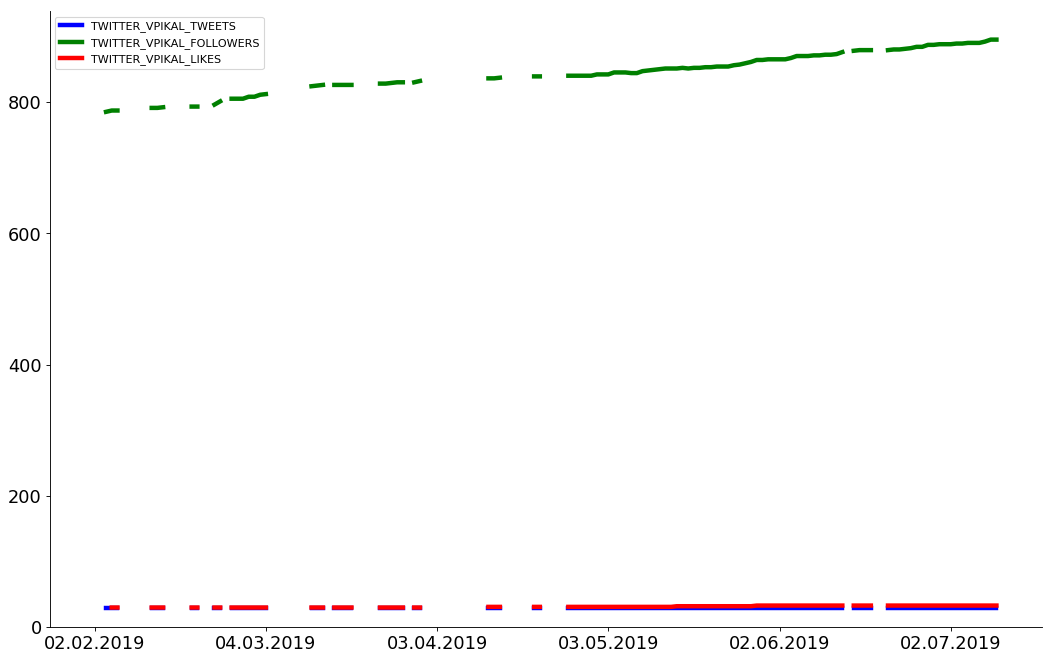 TWITTER_VPIKAL_TWEETS
TWITTER_VPIKAL_FOLLOWERS
TWITTER_VPIKAL_LIKES
800
600
400
200
0
02.02.2019 04.03.2019 03.04.2019 03.05.2019 02.06.2019 02.07.2019